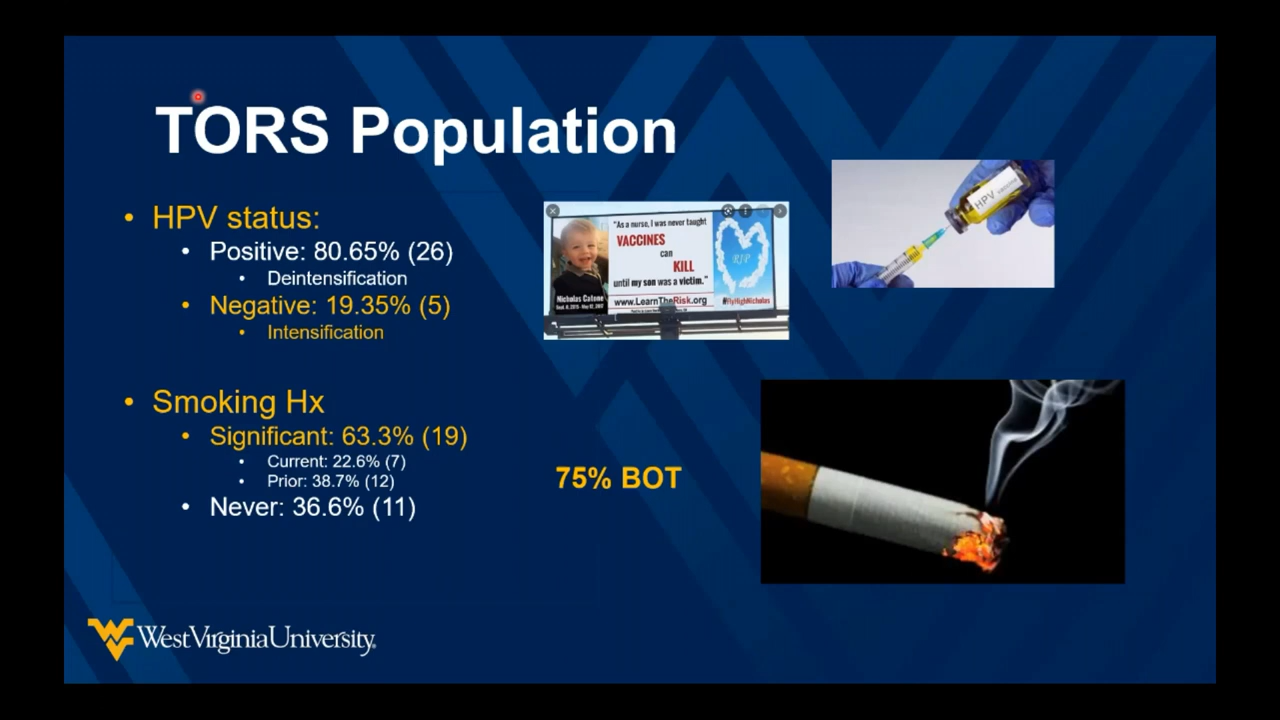 TORS Population
• HPV status:
• Positive: 80.65% (26)
• Deintensification
• Negative: 19.35% (5)
• Intensification
• Smoking Hx
• Significant: 63.3% (19)
• Current: 22.6% (7)
• Prior: 38.7% (12)
• Never: 36.6% (11)
"As a nurse, I was never taught
VACCINES
can
KILL
until my son was a victim."
www.LearnTheRisk.org
Nicholas Catone
RIP
#FlyHighNicholas
HPV
vaccine
75% BOT
WestVirginiaUniversity.